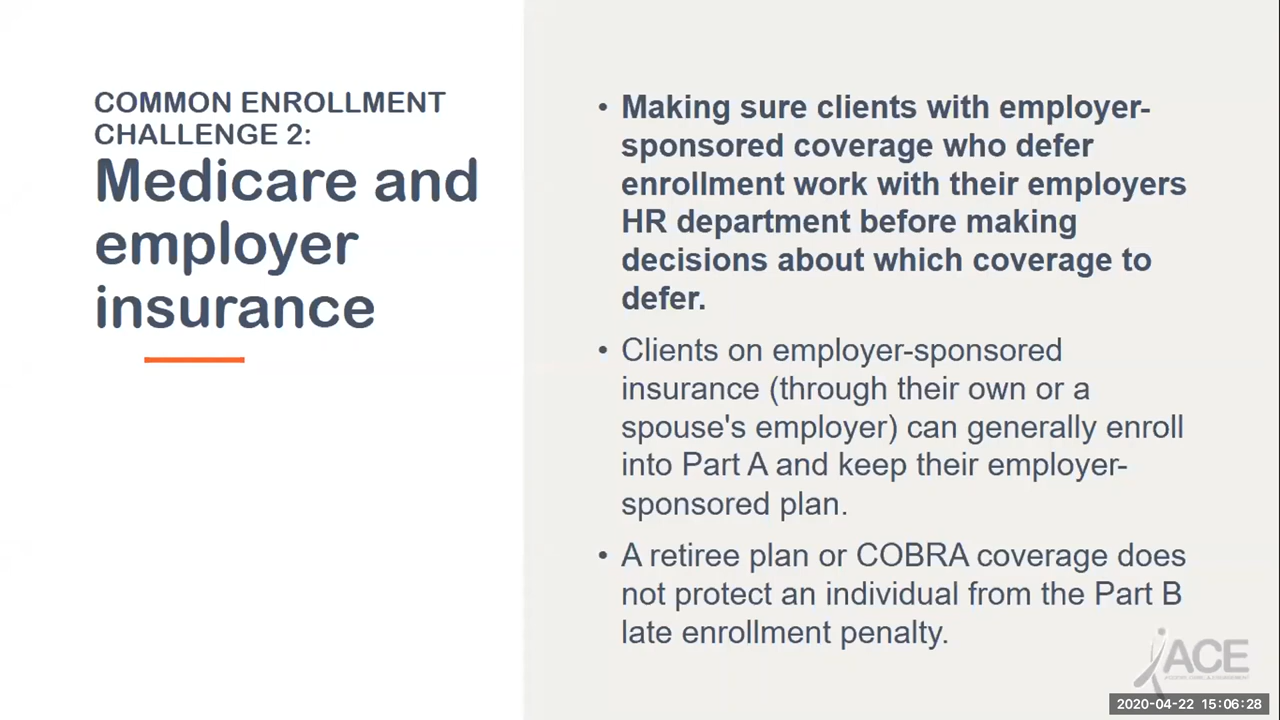 COMMON ENROLLMENT
CHALLENGE 2:
Medicare and
employer
insurance
• Making sure clients with employer-
sponsored coverage who defer
enrollment work with their employers
HR department before making
decisions about which coverage to
defer.
• Clients on employer-sponsored
insurance (through their own or a
spouse's employer) can generally enroll
into Part A and keep their employer-
sponsored plan.
• A retiree plan or COBRA coverage does
not protect an individual from the Part B
late enrollment penalty.
ACE
2020-04-22 15:06:28